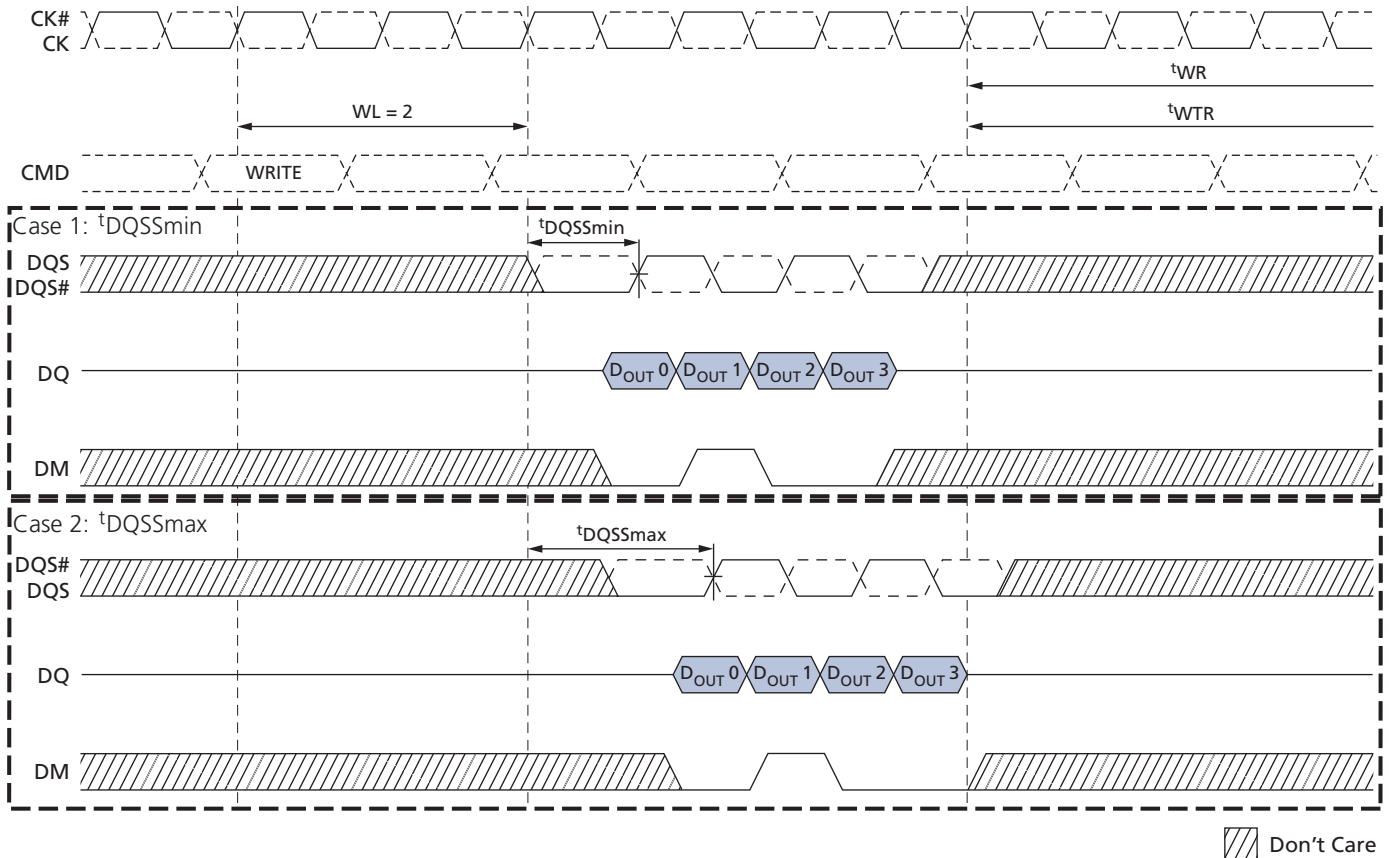 CK#
CK
tWR
WL = 2
tWTR
CMD
WRITE
Case 1: tDQSSmin
tDQSSmin
DQS
DQS#
DQ
DOUT 0 DOUT 1 DOUT 2 DOUT 3
DM
Case 2: tDQSSmax
tDQSSmax
DQS#
DQS
DQ
DOUT 0 DOUT 1 DOUT 2 DOUT 3
DM
Don't Care